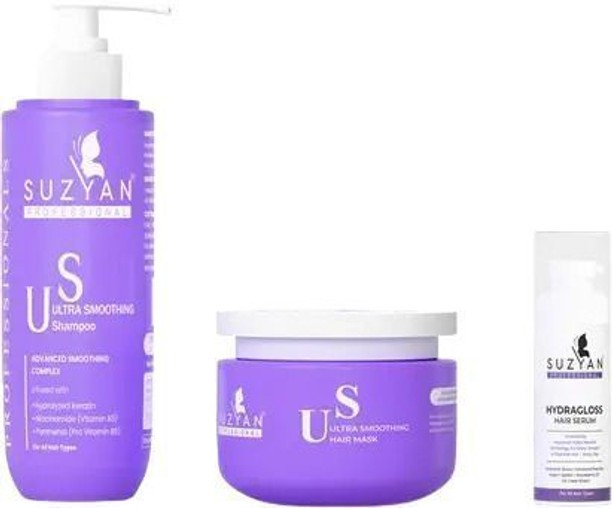 PROFESSIONALS
SUZYAN
PROFESSIONAL
US
ULTRA SMOOTHING
Shampoo
ADVANCED SMOOTHING
COMPLEX
Infused with
•Hydrolyzed Keratin
•Niacinamide (Vitamin B3)
•Panthenol (Pro Vitamin B5)
For All Hair Types
SUZYAN
PROFESSIONAL
US
ULTRA SMOOTHING
HAIR MASK
SUZYAN
PROFESSIONAL
HYDRAGLOSS
HAIR SERUM
For All Hair Types